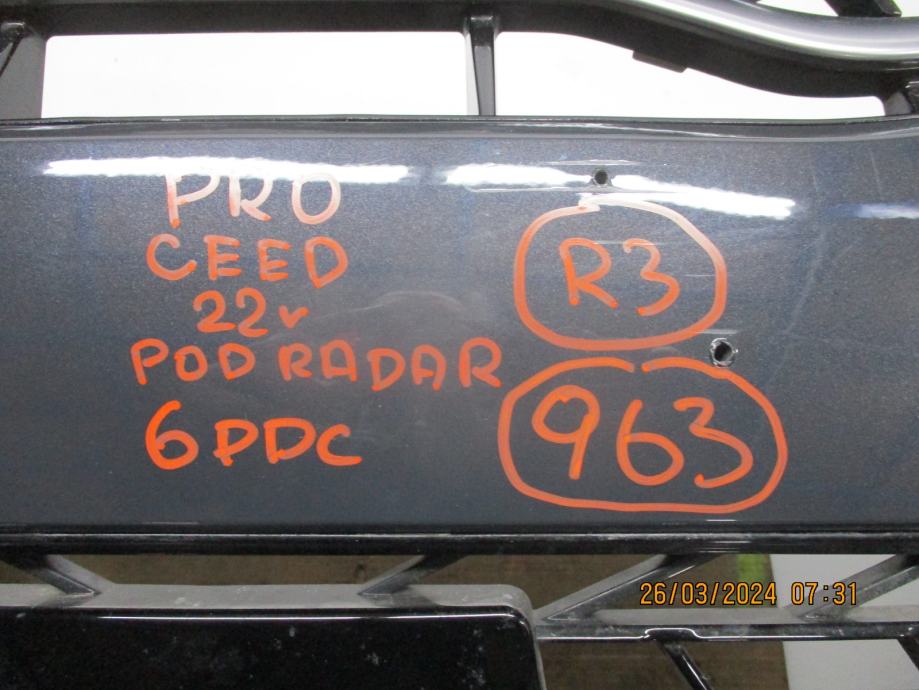 PRO
CEED
22r
POD RADAR
6 PDC
R3
963
26/03/2024 07:31